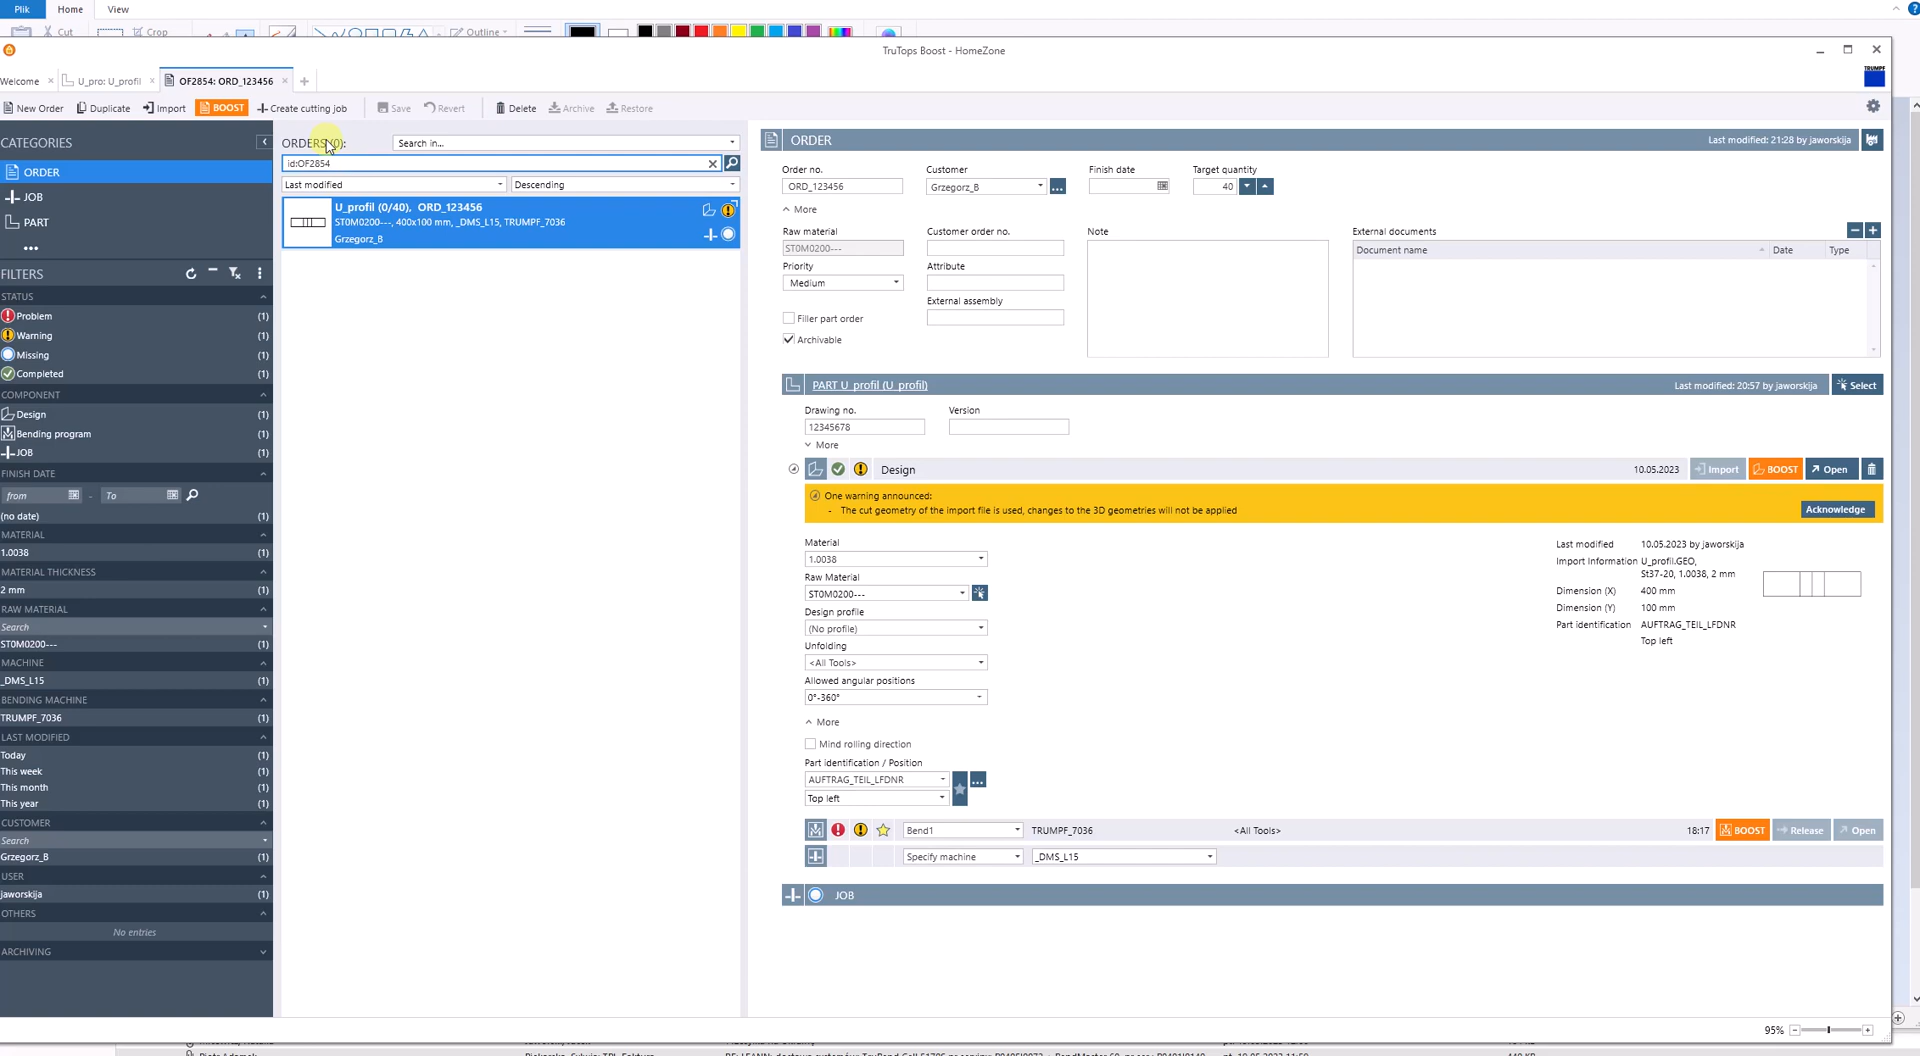 Plik Home View
Cut Crop Outline
TruTops Boost - HomeZone
Welcome U_pro: U_profil OF2854: ORD_123456
TRUMPF
New Order Duplicate Import BOOST Create cutting job Save Revert Delete Archive Restore
CATEGORIES
ORDER
JOB
PART
FILTERS
STATUS
Problem (1)
Warning (1)
Missing (1)
Completed (1)
COMPONENT
Design (1)
Bending program (1)
JOB (1)
FINISH DATE
from - To
(no date) (1)
MATERIAL
1.0038 (1)
MATERIAL THICKNESS
2 mm (1)
RAW MATERIAL
Search
ST0M0200--- (1)
MACHINE
_DMS_L15 (1)
BENDING MACHINE
TRUMPF_7036 (1)
LAST MODIFIED
Today (1)
This week (1)
This month (1)
This year (1)
CUSTOMER
Search
Grzegorz_B (1)
USER
jaworskija (1)
OTHERS
No entries
ARCHIVING
ORDERS (0): Search in...
id:OF2854
Last modified Descending
U_profil (0/40), ORD_123456
ST0M0200---, 400x100 mm, _DMS_L15, TRUMPF_7036
Grzegorz_B
ORDER Last modified: 21:28 by jaworskija
Order no. Customer Finish date Target quantity
ORD_123456 Grzegorz_B 40
More
Raw material Customer order no. Note External documents
ST0M0200--- Document name Date Type
Priority Attribute
Medium
External assembly
Filler part order
Archivable
PART U_profil (U_profil) Last modified: 20:57 by jaworskija Select
Drawing no. Version
12345678
More
Design 10.05.2023 Import BOOST Open
One warning announced:
- The cut geometry of the import file is used, changes to the 3D geometries will not be applied Acknowledge
Material
1.0038
Raw Material
ST0M0200---
Design profile
(No profile)
Unfolding
<All Tools>
Allowed angular positions
0°-360°
More
Mind rolling direction
Part identification / Position
AUFTRAG_TEIL_LFDNR
Top left
Last modified 10.05.2023 by jaworskija
Import Information U_profil.GEO,
St37-20, 1.0038, 2 mm
Dimension (X) 400 mm
Dimension (Y) 100 mm
Part identification AUFTRAG_TEIL_LFDNR
Top left
Bend1 TRUMPF_7036 <All Tools> 18:17 BOOST Release Open
Specify machine _DMS_L15
JOB
95%